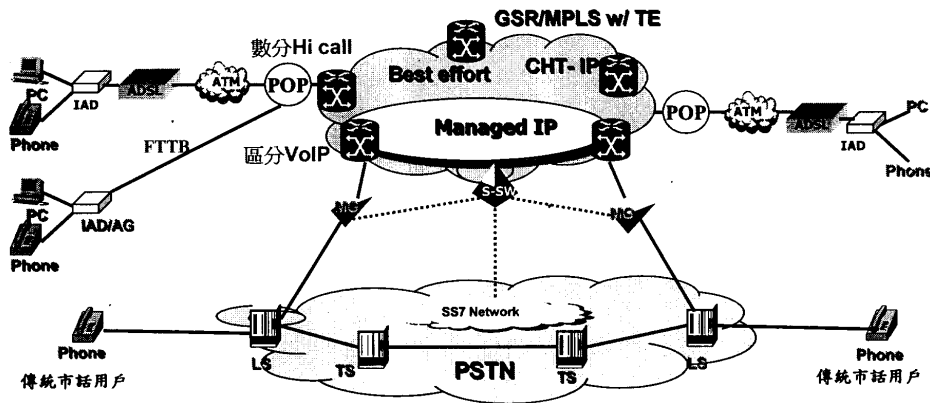 GSR/MPLS w/ TE
數分Hi call
Best effort
CHT- IP
PC
IAD
ADSL
ATM
POP
POP
ATM
ADSL
PC
IAD
Phone
Managed IP
Phone
FTTB
區分VoIP
S-SW
PC
IAD/AG
MG
MG
Phone
SS7 Network
Phone
LS
TS
PSTN
TS
LS
Phone
傳統市話用戶
傳統市話用戶